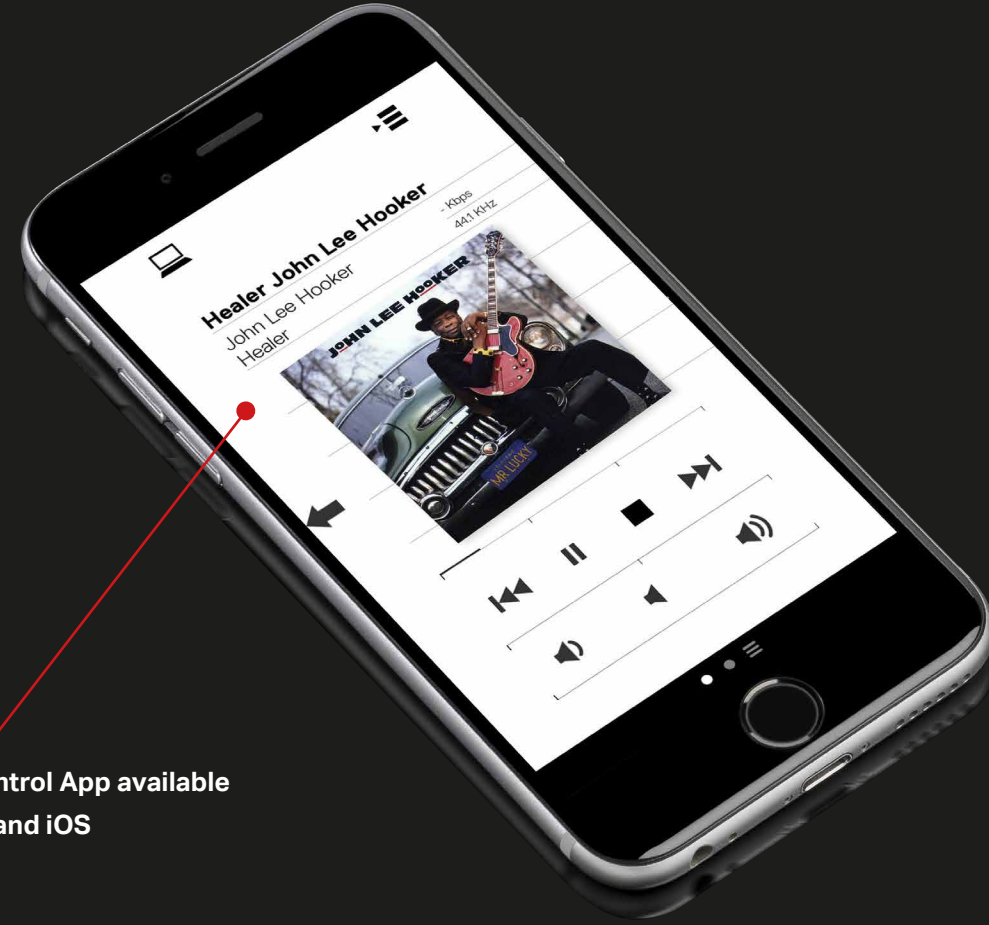 Healer John Lee Hooker
John Lee Hooker
Healer
- Kbps
44.1 KHz
JOHN LEE HOOKER
MR LUCKY
ntrol App available
and iOS